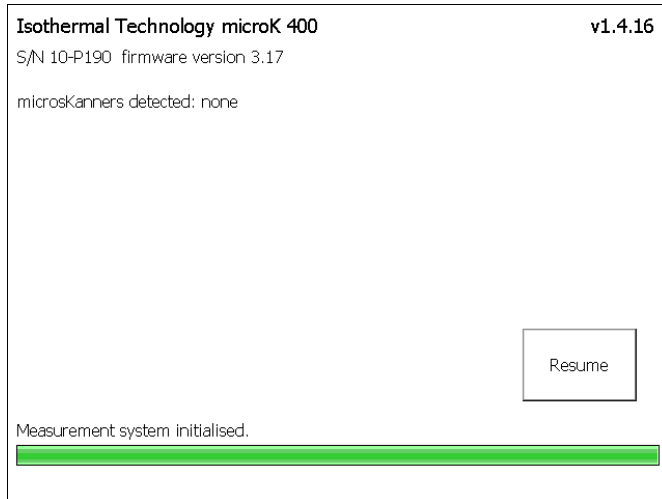 Isothermal Technology microK 400 v1.4.16
S/N 10-P190 firmware version 3.17
microsKanners detected: none
Resume
Measurement system initialised.